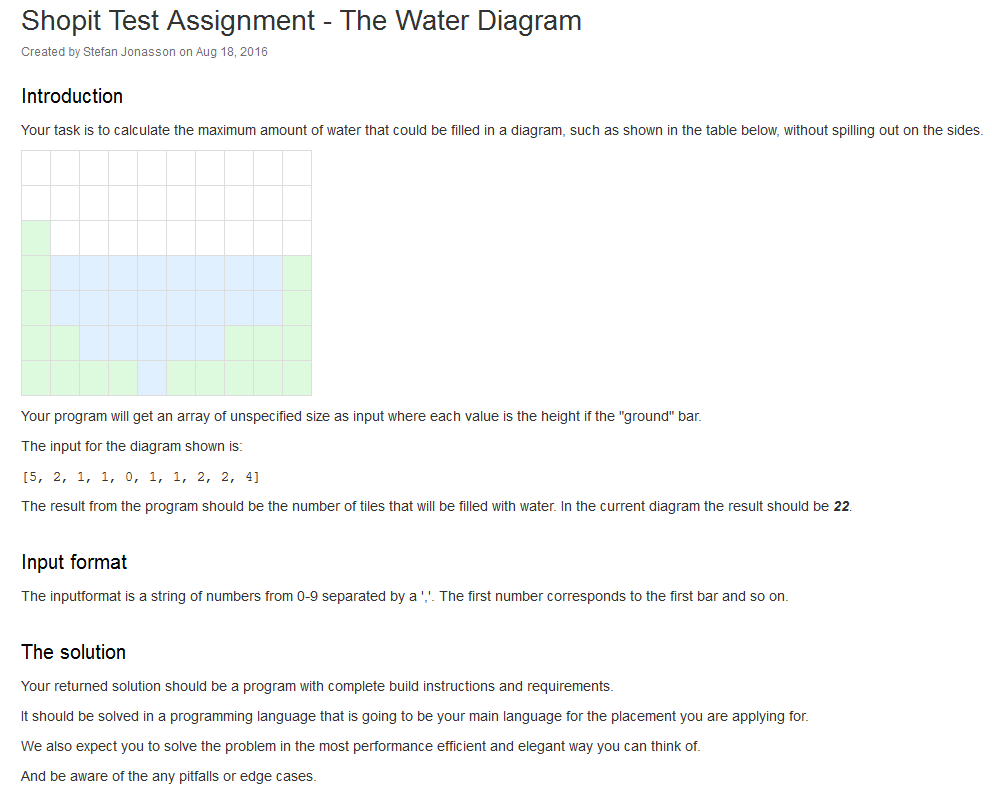 Shopit Test Assignment - The Water Diagram
Created by Stefan Jonasson on Aug 18, 2016
Introduction
Your task is to calculate the maximum amount of water that could be filled in a diagram, such as shown in the table below, without spilling out on the sides.
Your program will get an array of unspecified size as input where each value is the height if the "ground" bar.
The input for the diagram shown is:
[5, 2, 1, 1, 0, 1, 1, 2, 2, 4]
The result from the program should be the number of tiles that will be filled with water. In the current diagram the result should be 22.
Input format
The inputformat is a string of numbers from 0-9 separated by a ','. The first number corresponds to the first bar and so on.
The solution
Your returned solution should be a program with complete build instructions and requirements.
It should be solved in a programming language that is going to be your main language for the placement you are applying for.
We also expect you to solve the problem in the most performance efficient and elegant way you can think of.
And be aware of the any pitfalls or edge cases.